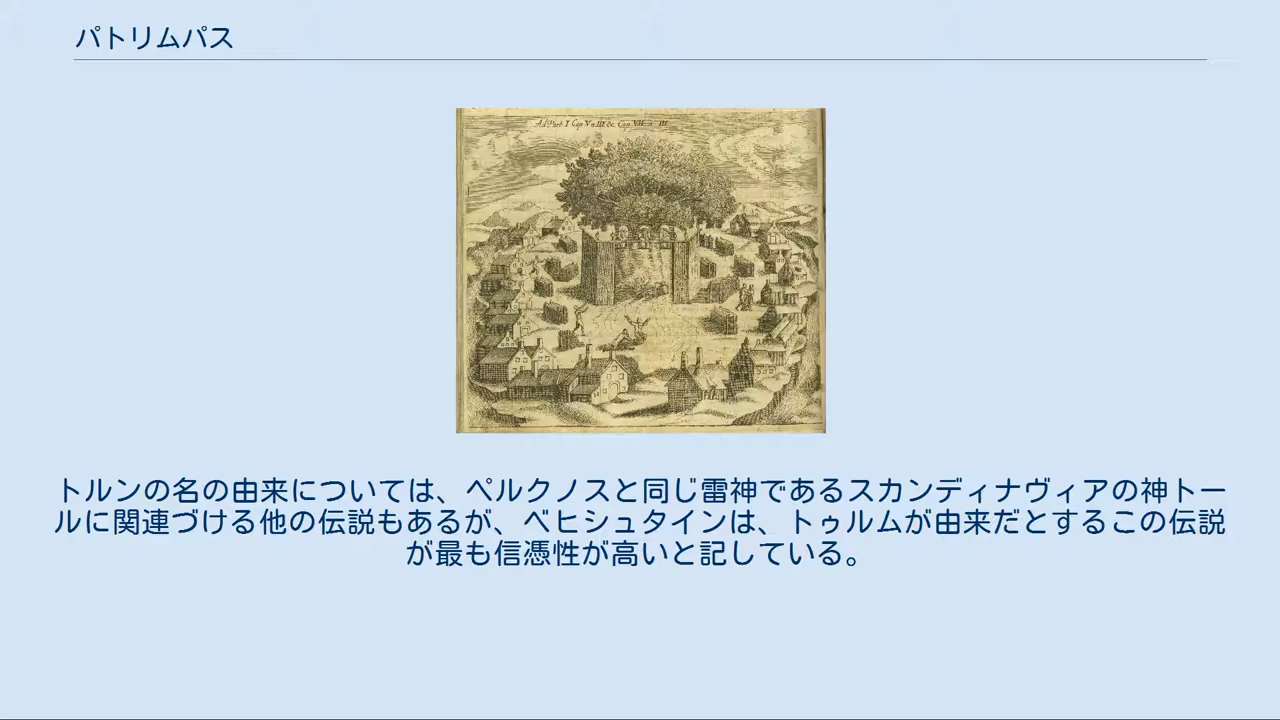 パトリムパス
トルンの名の由来については、ペルクノスと同じ雷神であるスカンディナヴィアの神トー
ルに関連づける他の伝説もあるが、ベヒシュタインは、トゥルムが由来だとするこの伝説
が最も信憑性が高いと記している。